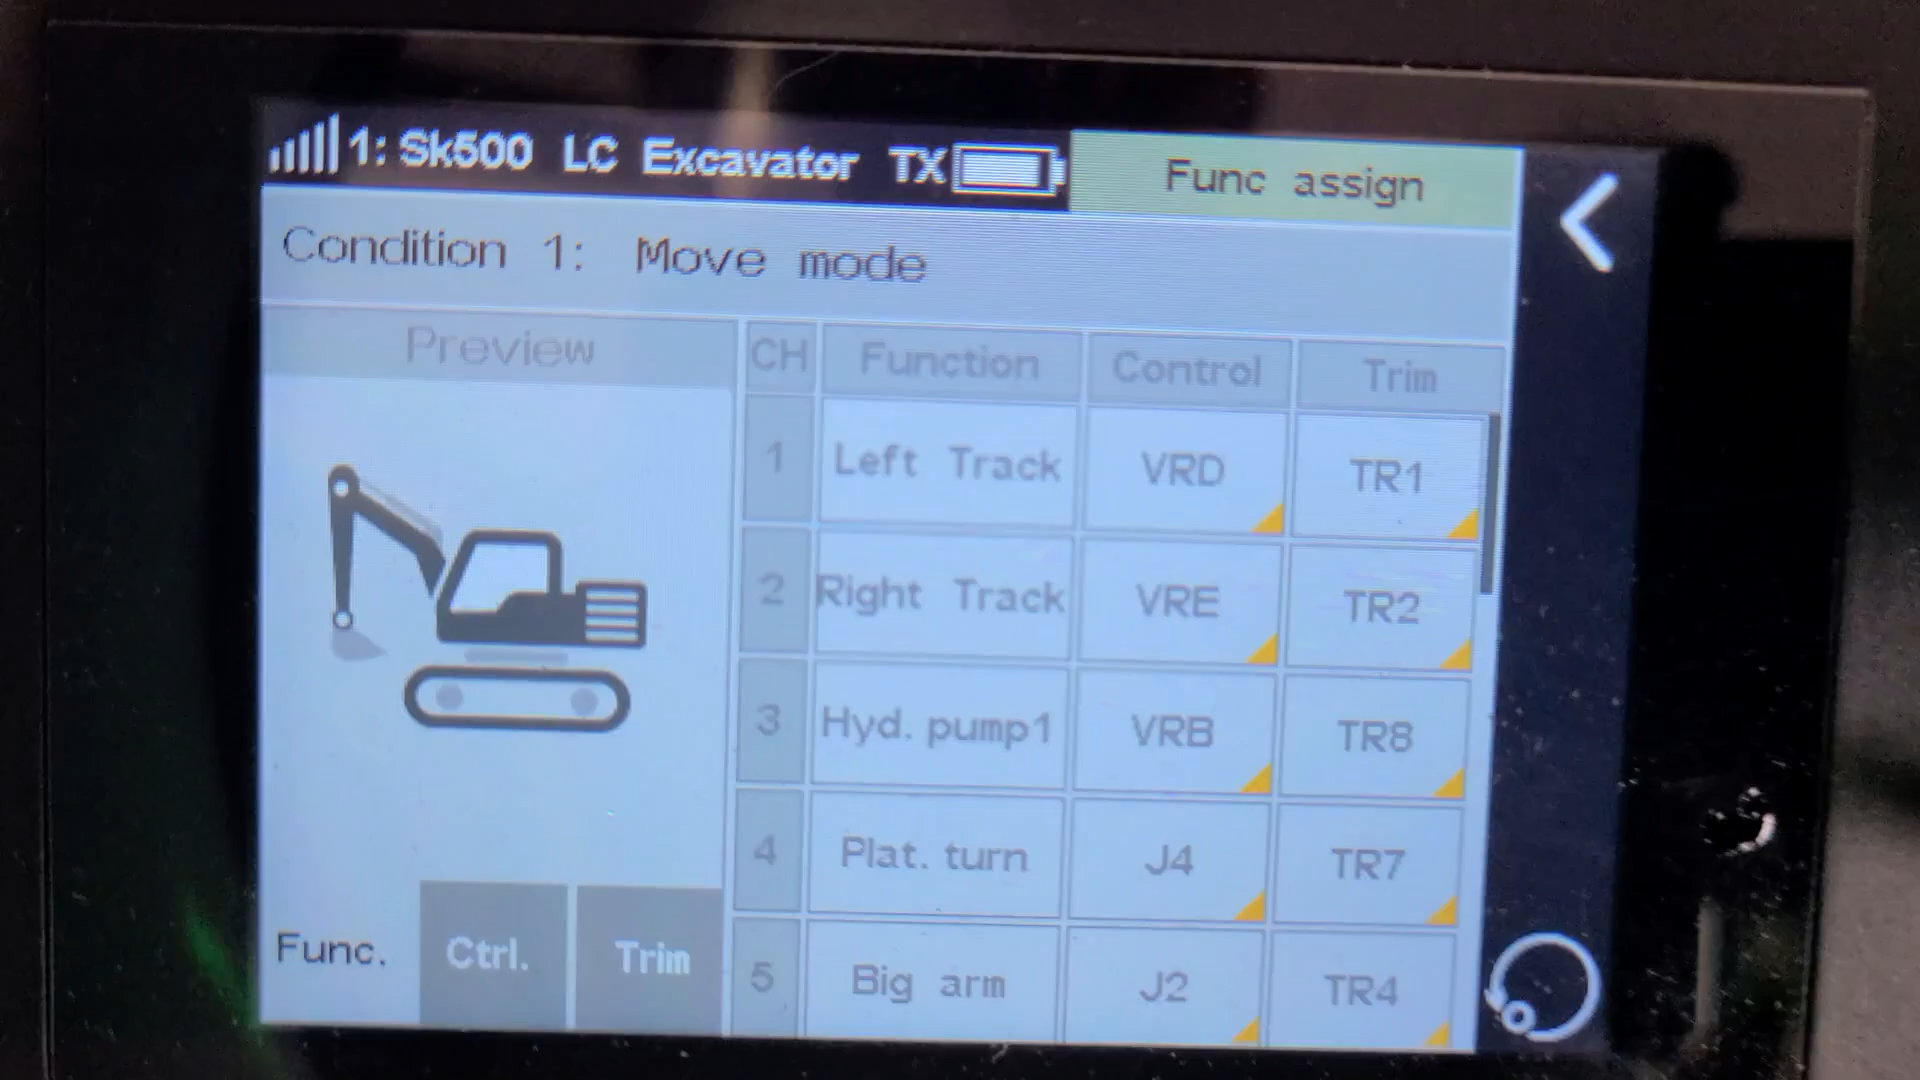 1: Sk500 LC Excavator TX Func assign
Condition 1: Move mode
Preview
CH Function Control Trim
1 Left Track VRD TR1
2 Right Track VRE TR2
3 Hyd. pump1 VRB TR8
4 Plat. turn J4 TR7
5 Big arm J2 TR4
Func. Ctrl. Trim